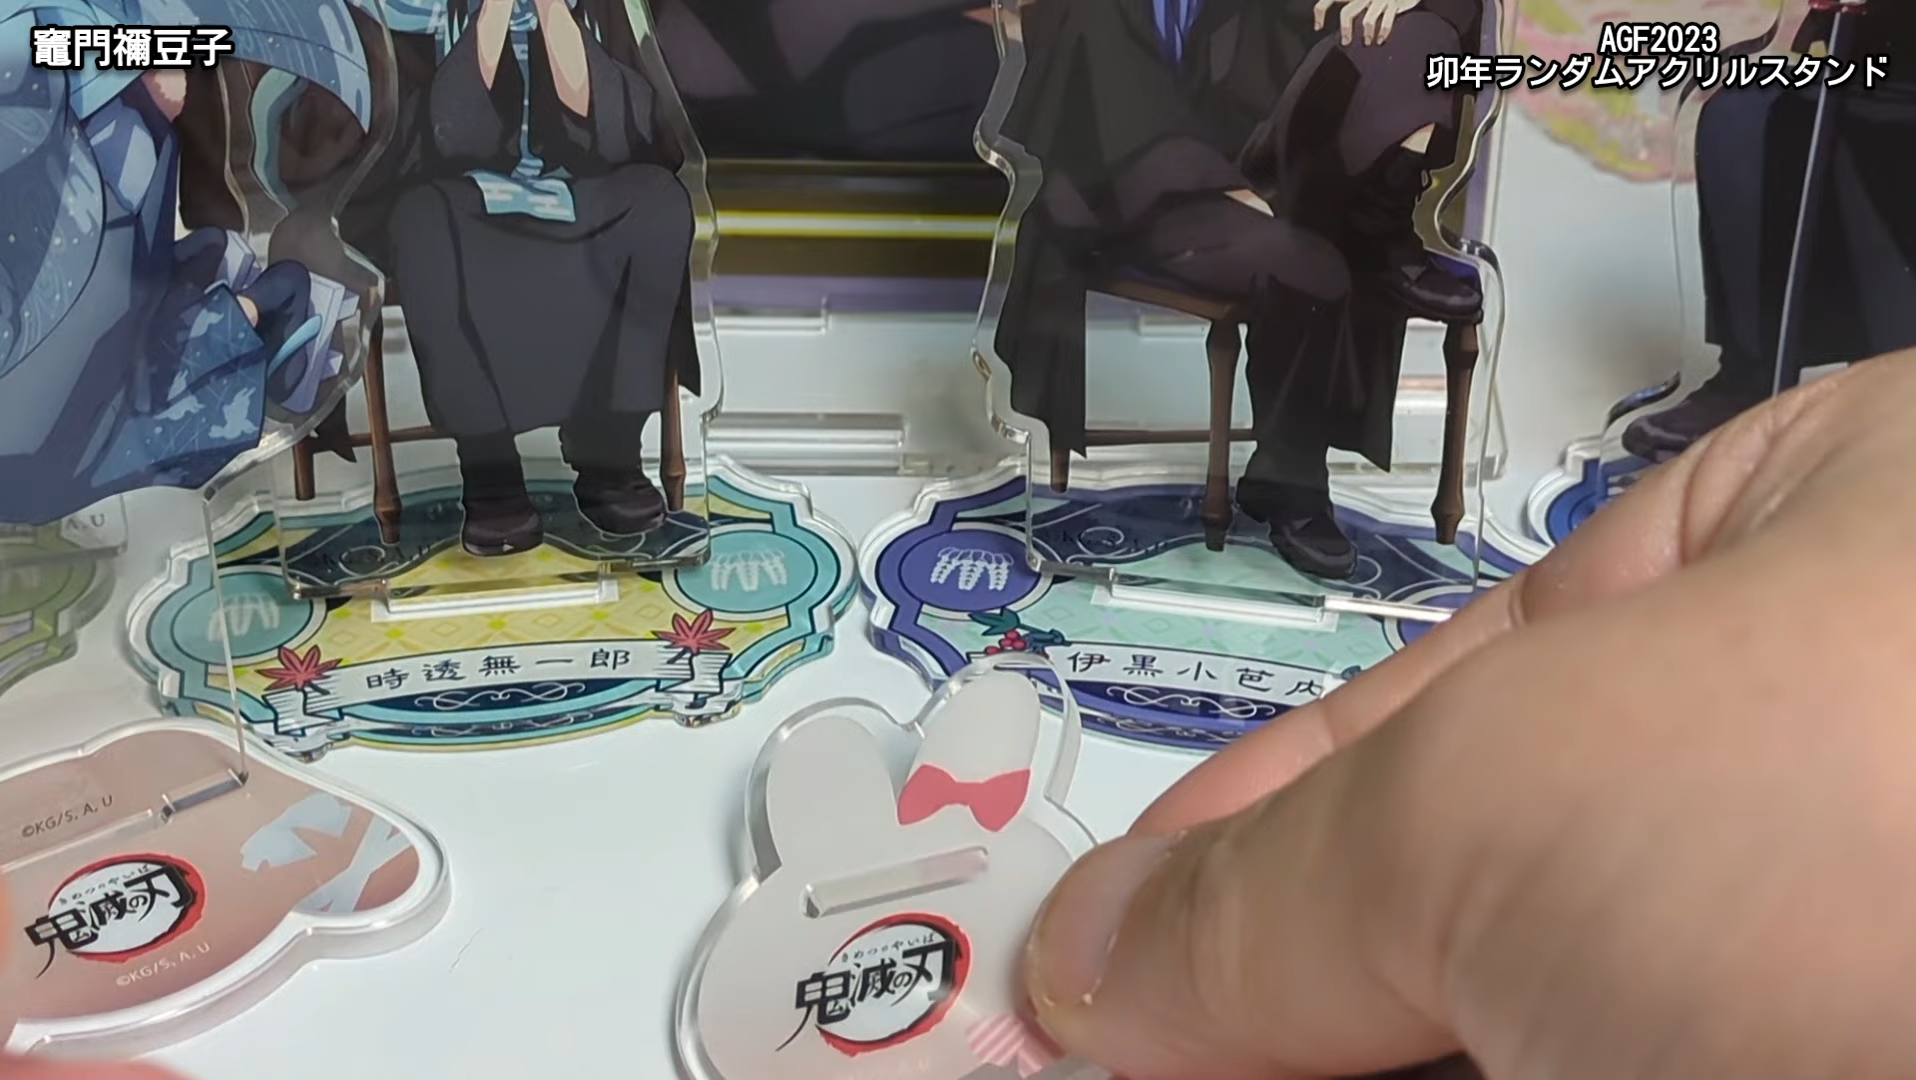 竈門禰豆子
AGF2023
卯年ランダムアクリルスタンド
時透無一郎
伊黒小芭内
©KG/S, A, U
きめつのやいば
鬼滅の刃
©KG/S, A, U
きめつのやいば
鬼滅の刃